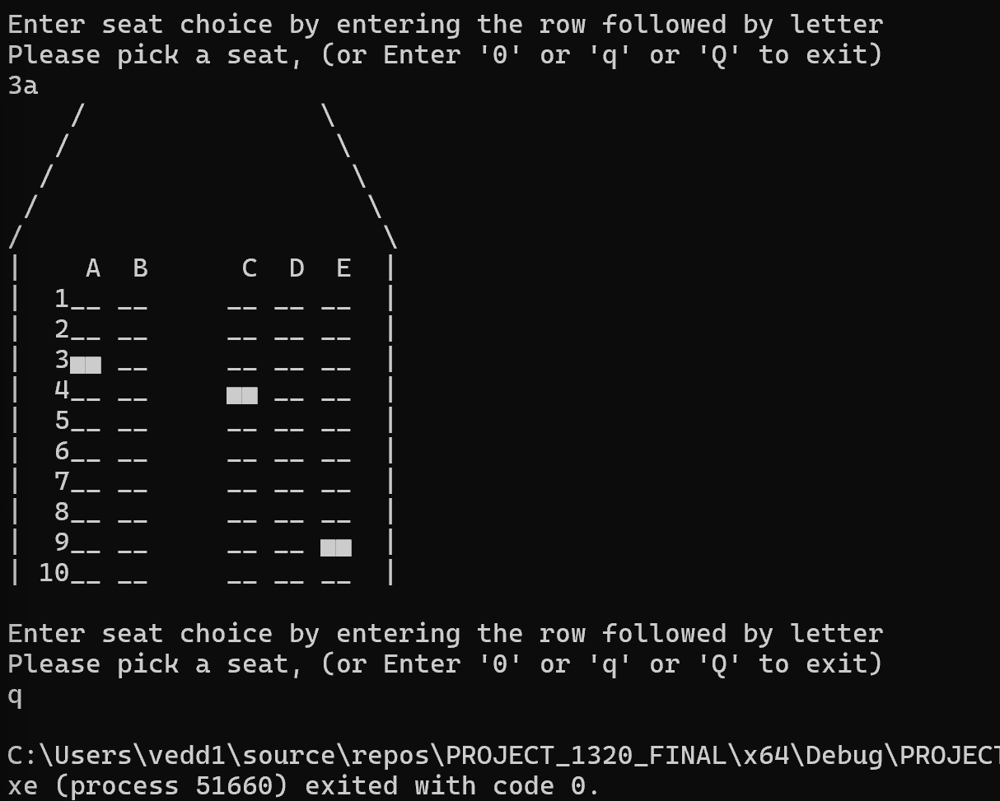 Enter seat choice by entering the row followed by letter
Please pick a seat, (or Enter '0' or 'q' or 'Q' to exit)
3a
     /               \
    /                 \
   /                   \
  /                     \
/                        \
|    A  B      C  D  E  |
|   1__ __     __ __ __  |
|   2__ __     __ __ __  |
|   3■■ __     __ __ __  |
|   4__ __     ■■ __ __  |
|   5__ __     __ __ __  |
|   6__ __     __ __ __  |
|   7__ __     __ __ __  |
|   8__ __     __ __ __  |
|   9__ __     __ __ ■■  |
|  10__ __     __ __ __  |
Enter seat choice by entering the row followed by letter
Please pick a seat, (or Enter '0' or 'q' or 'Q' to exit)
q
C:\Users\vedd1\source\repos\PROJECT_1320_FINAL\x64\Debug\PROJECT
xe (process 51660) exited with code 0.